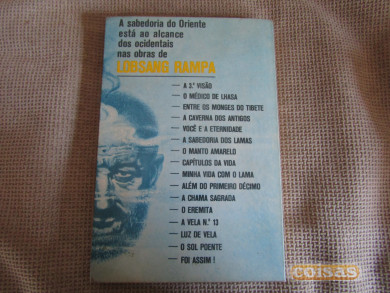 A sabedoria do Oriente
está ao alcance
dos ocidentais
nas obras de
LOBSANG RAMPA
— A 3.ª VISÃO
— O MÉDICO DE LHASA
— ENTRE OS MONGES DO TIBETE
— A CAVERNA DOS ANTIGOS
— VOCÊ E A ETERNIDADE
— A SABEDORIA DOS LAMAS
— O MANTO AMARELO
— CAPÍTULOS DA VIDA
— MINHA VIDA COM O LAMA
— ALÉM DO PRIMEIRO DÉCIMO
— A CHAMA SAGRADA
— O EREMITA
— A VELA N.º 13
— LUZ DE VELA
— O SOL POENTE
— FOI ASSIM !
coisas